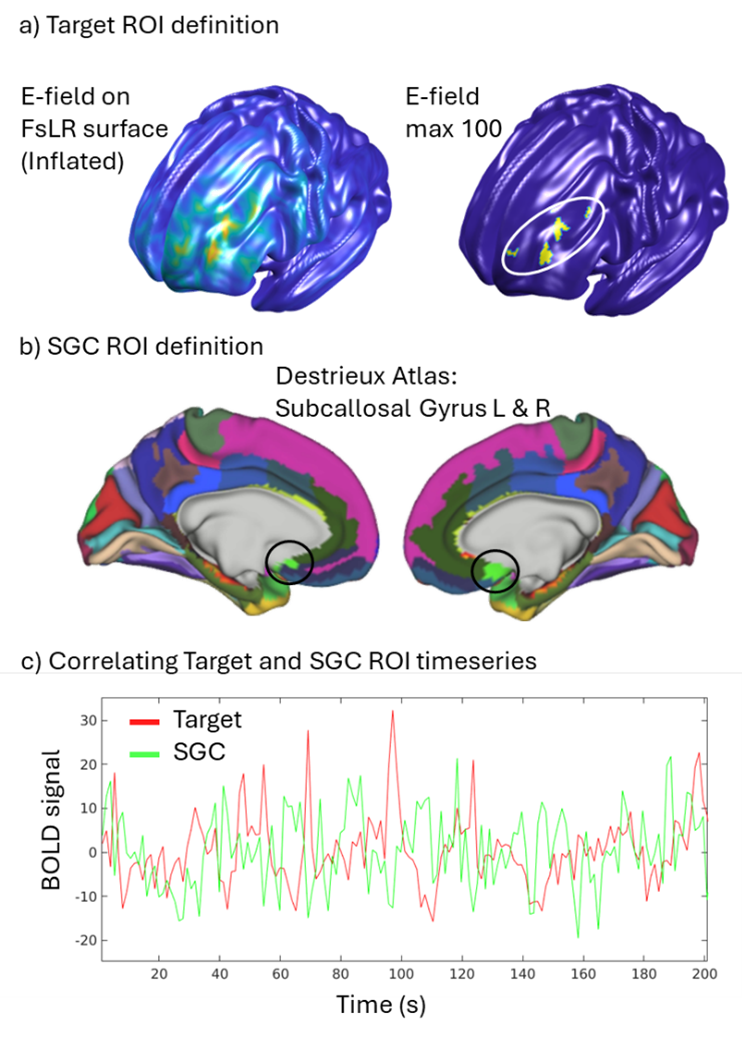 a) Target ROI definition
E-field on
FsLR surface
(Inflated)
E-field
max 100
b) SGC ROI definition
Destrieux Atlas:
Subcallosal Gyrus L & R
c) Correlating Target and SGC ROI timeseries
Target
SGC
BOLD signal
30
20
10
0
-10
-20
20 40 60 80 100 120 140 160 180 200
Time (s)